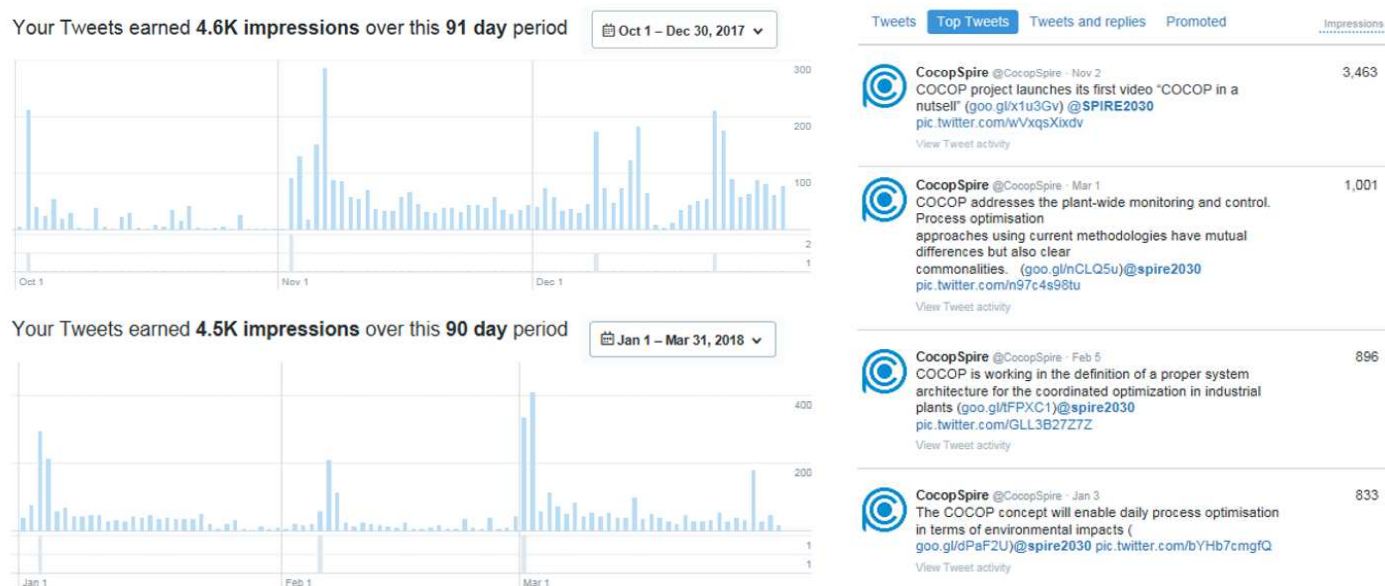 Your Tweets earned 4.6K impressions over this 91 day period
Oct 1 – Dec 30, 2017
300
200
100
2
1
Oct 1
Nov 1
Dec 1
Your Tweets earned 4.5K impressions over this 90 day period
Jan 1 – Mar 31, 2018
400
200
1
1
Jan 1
Feb 1
Mar 1
Tweets Top Tweets Tweets and replies Promoted Impressions
CocopSpire @CocopSpire · Nov 2 3,463
COCOP project launches its first video “COCOP in a
nutsell” (goo.gl/x1u3Gv) @SPIRE2030
pic.twitter.com/wVxqsXixdv
View Tweet activity
CocopSpire @CocopSpire · Mar 1 1,001
COCOP addresses the plant-wide monitoring and control.
Process optimisation
approaches using current methodologies have mutual
differences but also clear
commonalities. (goo.gl/nCLQ5u)@spire2030
pic.twitter.com/n97c4s98tu
View Tweet activity
CocopSpire @CocopSpire · Feb 5 896
COCOP is working in the definition of a proper system
architecture for the coordinated optimization in industrial
plants (goo.gl/tFPXC1)@spire2030
pic.twitter.com/GLL3B27Z7Z
View Tweet activity
CocopSpire @CocopSpire · Jan 3 833
The COCOP concept will enable daily process optimisation
in terms of environmental impacts (
goo.gl/dPaF2U)@spire2030 pic.twitter.com/bYHb7cmgfQ
View Tweet activity